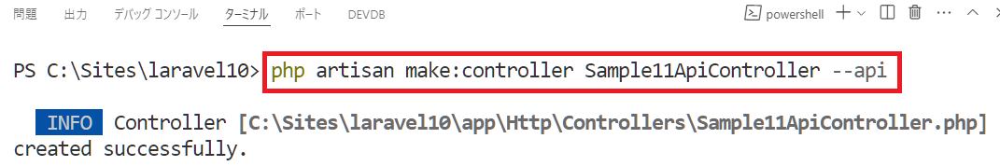 問題 出力 デバッグ コンソール ターミナル ポート DEVDB powershell
PS C:\Sites\laravel10> php artisan make:controller Sample11ApiController --api
INFO Controller [C:\Sites\laravel10\app\Http\Controllers\Sample11ApiController.php]
created successfully.